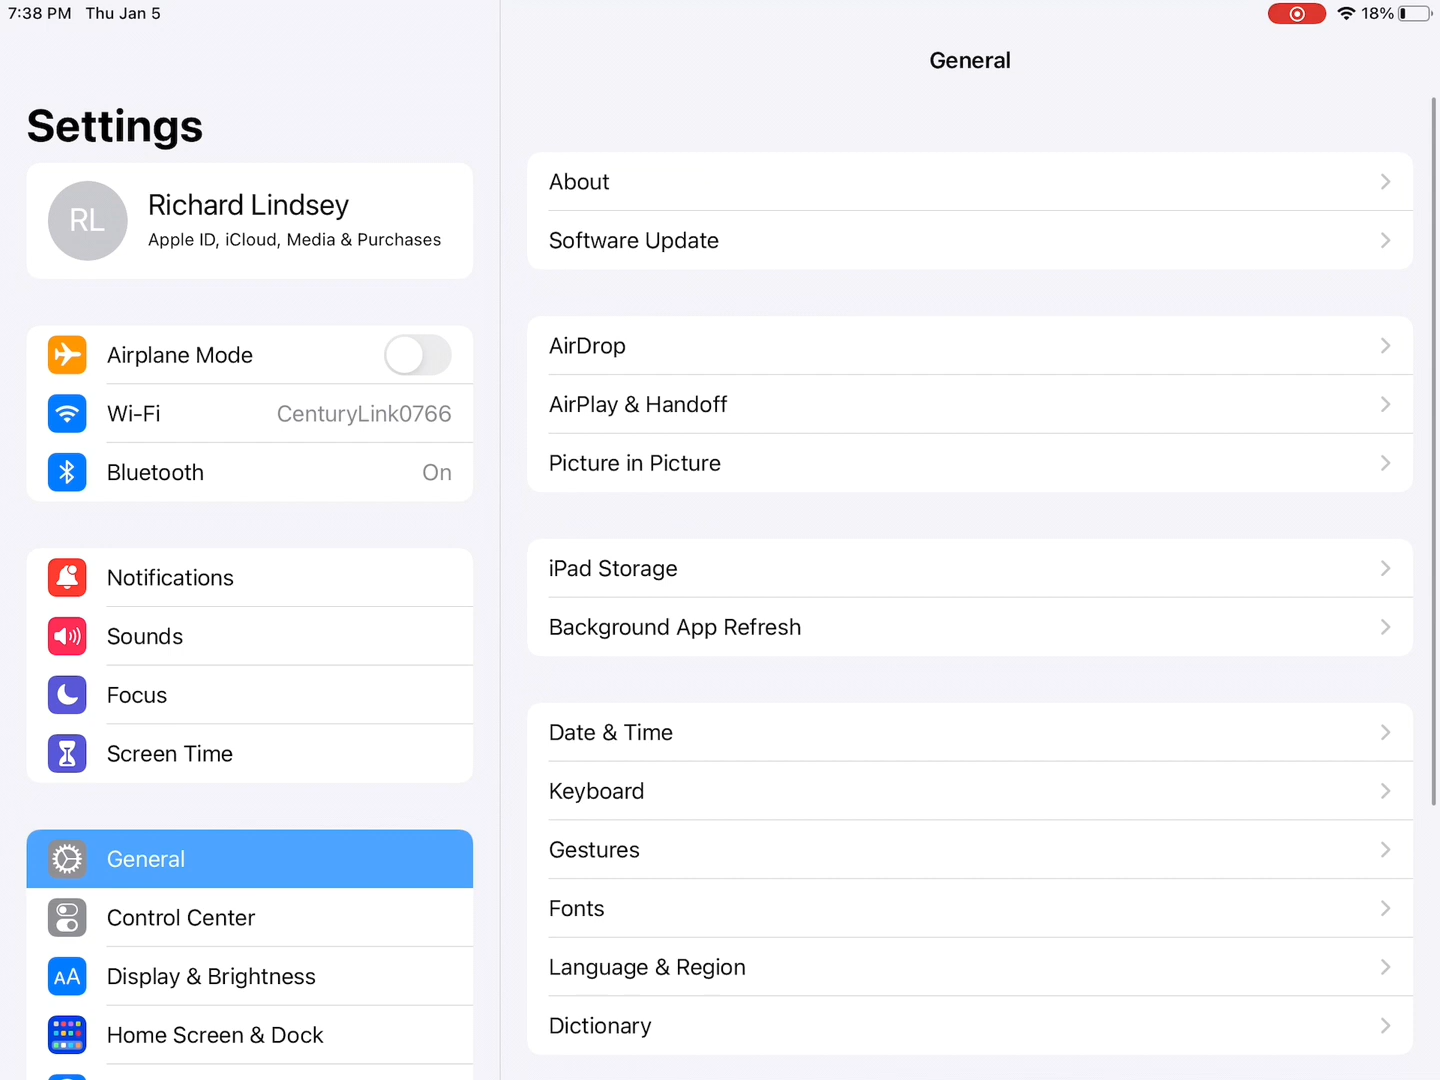 7:38 PM Thu Jan 5
18%
Settings
RL
Richard Lindsey
Apple ID, iCloud, Media & Purchases
Airplane Mode
Wi-Fi CenturyLink0766
Bluetooth On
Notifications
Sounds
Focus
Screen Time
General
Control Center
AA Display & Brightness
Home Screen & Dock
General
About
Software Update
AirDrop
AirPlay & Handoff
Picture in Picture
iPad Storage
Background App Refresh
Date & Time
Keyboard
Gestures
Fonts
Language & Region
Dictionary